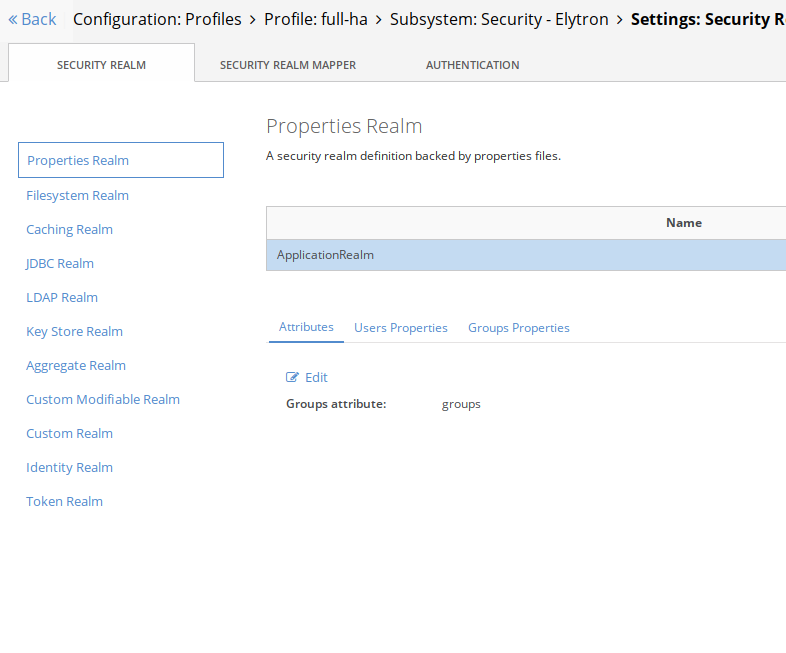 « Back Configuration: Profiles > Profile: full-ha > Subsystem: Security - Elytron > Settings: Security R
SECURITY REALM SECURITY REALM MAPPER AUTHENTICATION
Properties Realm
A security realm definition backed by properties files.
Properties Realm
Filesystem Realm
Caching Realm
JDBC Realm
LDAP Realm
Key Store Realm
Aggregate Realm
Custom Modifiable Realm
Custom Realm
Identity Realm
Token Realm
Name
ApplicationRealm
Attributes Users Properties Groups Properties
Edit
Groups attribute: groups